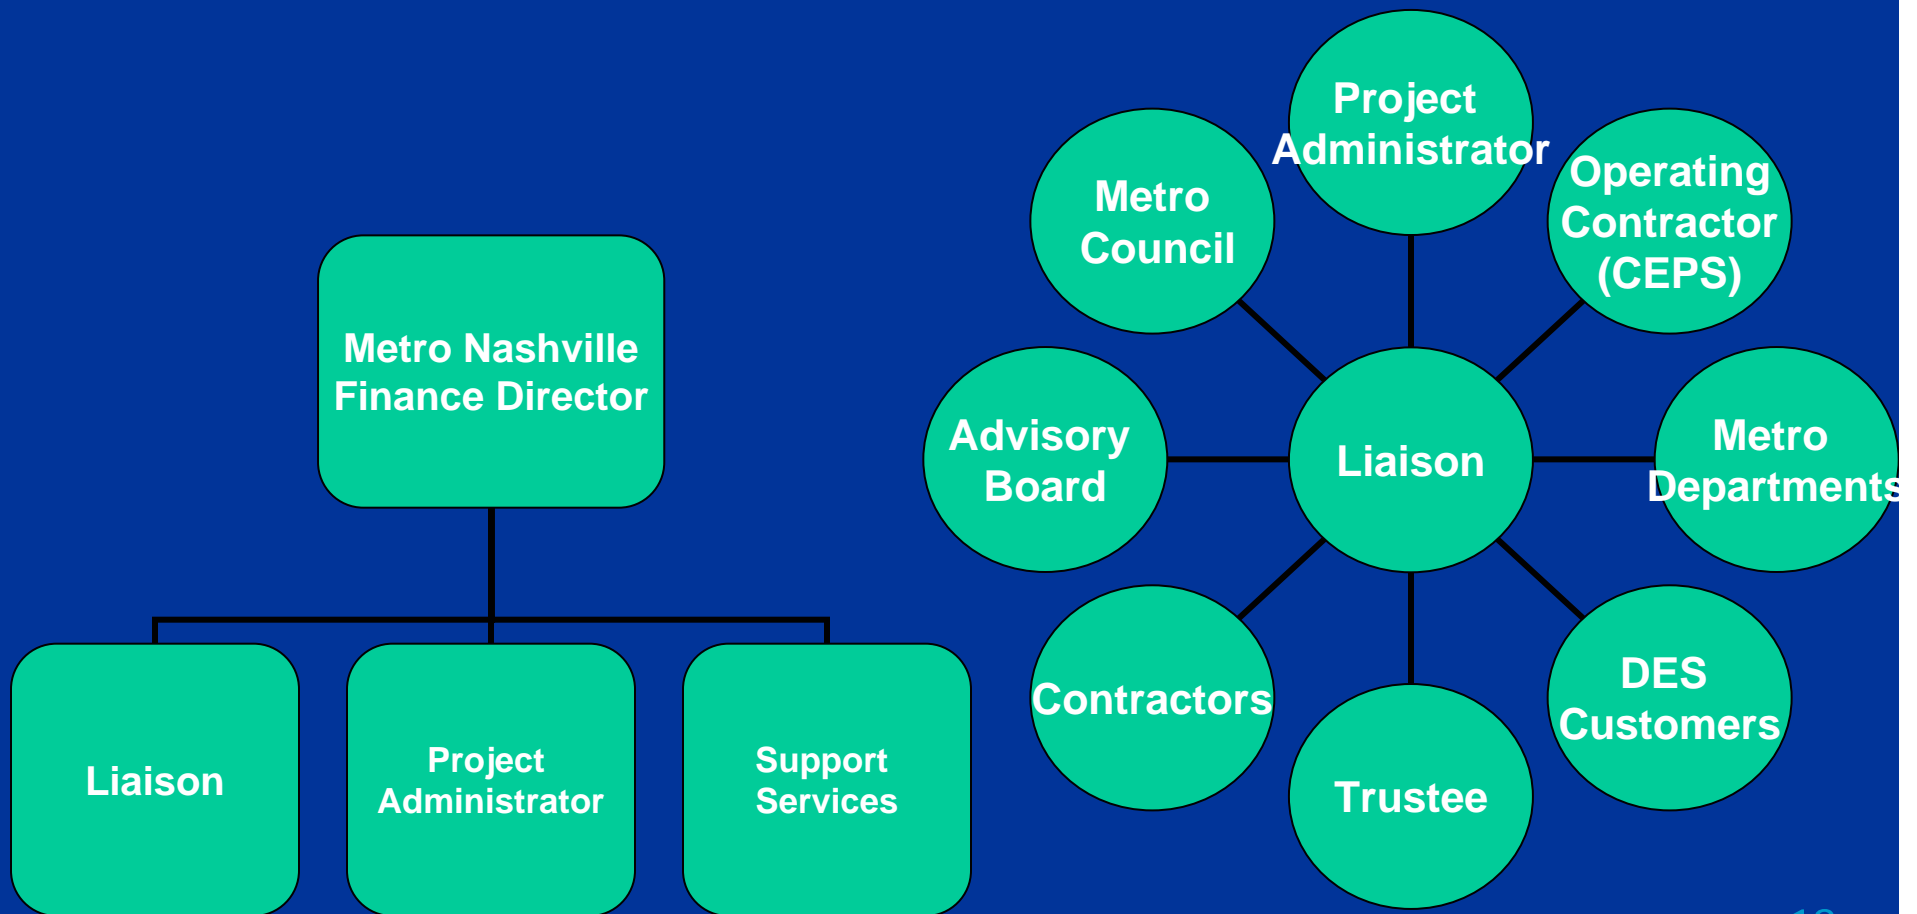 Metro Nashville
Finance Director
Liaison
Project
Administrator
Support
Services
Project
Administrator
Operating
Contractor
(CEPS)
Metro
Departments
DES
Customers
Trustee
Contractors
Advisory
Board
Metro
Council
Liaison